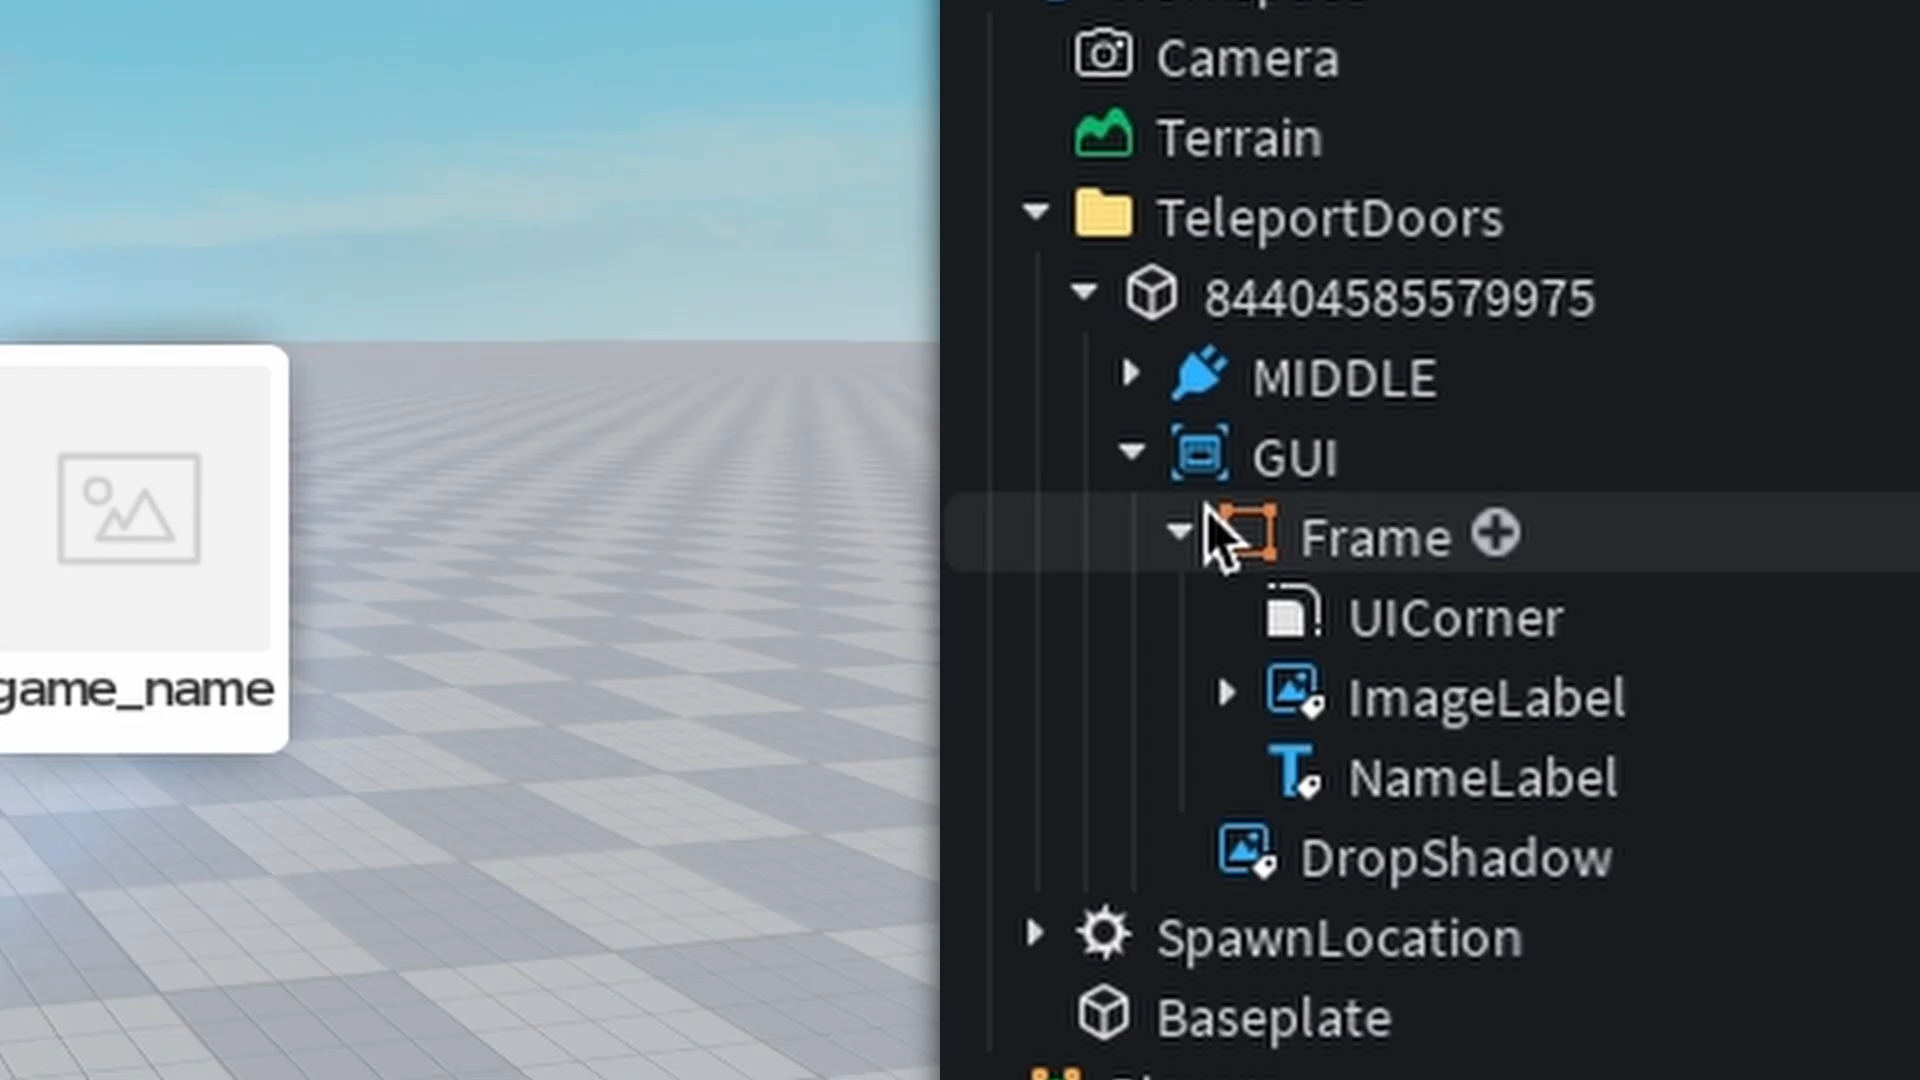 Camera
Terrain
TeleportDoors
84404585579975
MIDDLE
GUI
Frame
UICorner
ImageLabel
game_name
NameLabel
DropShadow
SpawnLocation
Baseplate